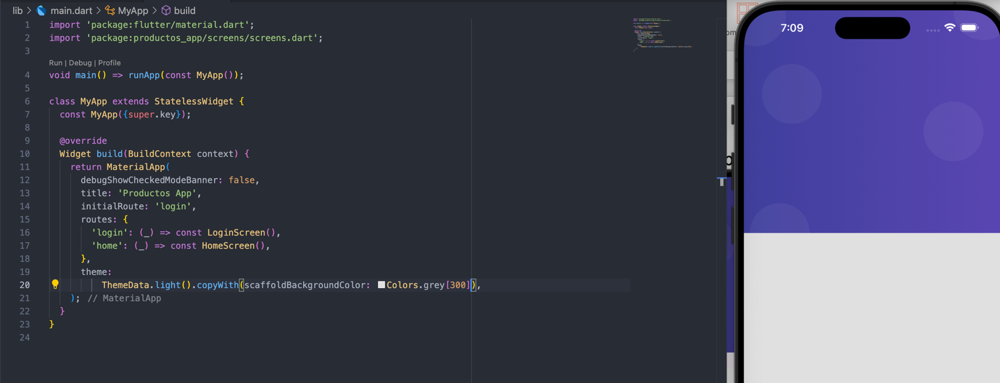 lib > main.dart > MyApp > build
1 import 'package:flutter/material.dart';
2 import 'package:productos_app/screens/screens.dart';
3
Run | Debug | Profile
4 void main() => runApp(const MyApp());
5
6 class MyApp extends StatelessWidget {
7 const MyApp({super.key});
8
9 @override
10 Widget build(BuildContext context) {
11 return MaterialApp(
12 debugShowCheckedModeBanner: false,
13 title: 'Productos App',
14 initialRoute: 'login',
15 routes: {
16 'login': (_) => const LoginScreen(),
17 'home': (_) => const HomeScreen(),
18 },
19 theme:
20 ThemeData.light().copyWith(scaffoldBackgroundColor: Colors.grey[300]),
21 ); // MaterialApp
22 }
23 }
24
7:09